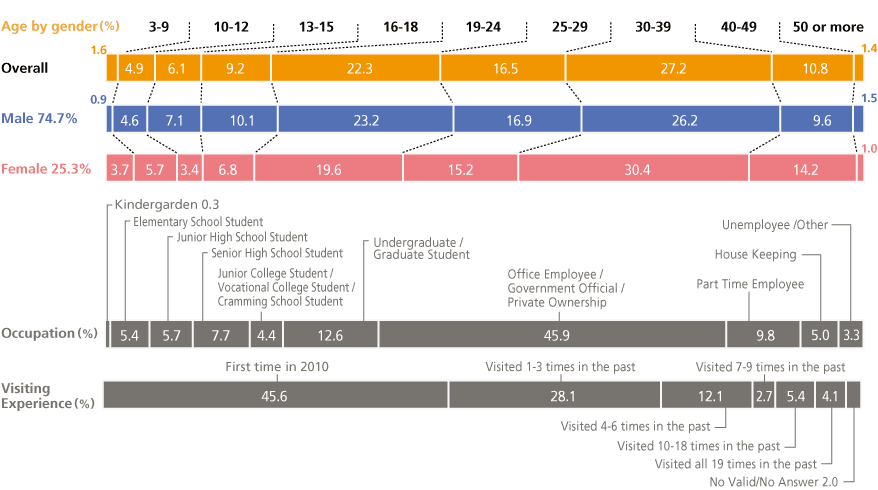 Age by gender(%) 3-9 10-12 13-15 16-18 19-24 25-29 30-39 40-49 50 or more
1.6 1.4
Overall 4.9 6.1 9.2 22.3 16.5 27.2 10.8
0.9 1.5
Male 74.7% 4.6 7.1 10.1 23.2 16.9 26.2 9.6
1.0
Female 25.3% 3.7 5.7 3.4 6.8 19.6 15.2 30.4 14.2
Kindergarden 0.3
Elementary School Student
Junior High School Student
Senior High School Student
Junior College Student /
Vocational College Student /
Cramming School Student
Undergraduate /
Graduate Student
Office Employee /
Government Official /
Private Ownership
Part Time Employee
House Keeping
Unemployee /Other
Occupation (%) 5.4 5.7 7.7 4.4 12.6 45.9 9.8 5.0 3.3
First time in 2010 Visited 1-3 times in the past Visited 7-9 times in the past
Visiting
Experience (%) 45.6 28.1 12.1 2.7 5.4 4.1
Visited 4-6 times in the past
Visited 10-18 times in the past
Visited all 19 times in the past
No Valid/No Answer 2.0